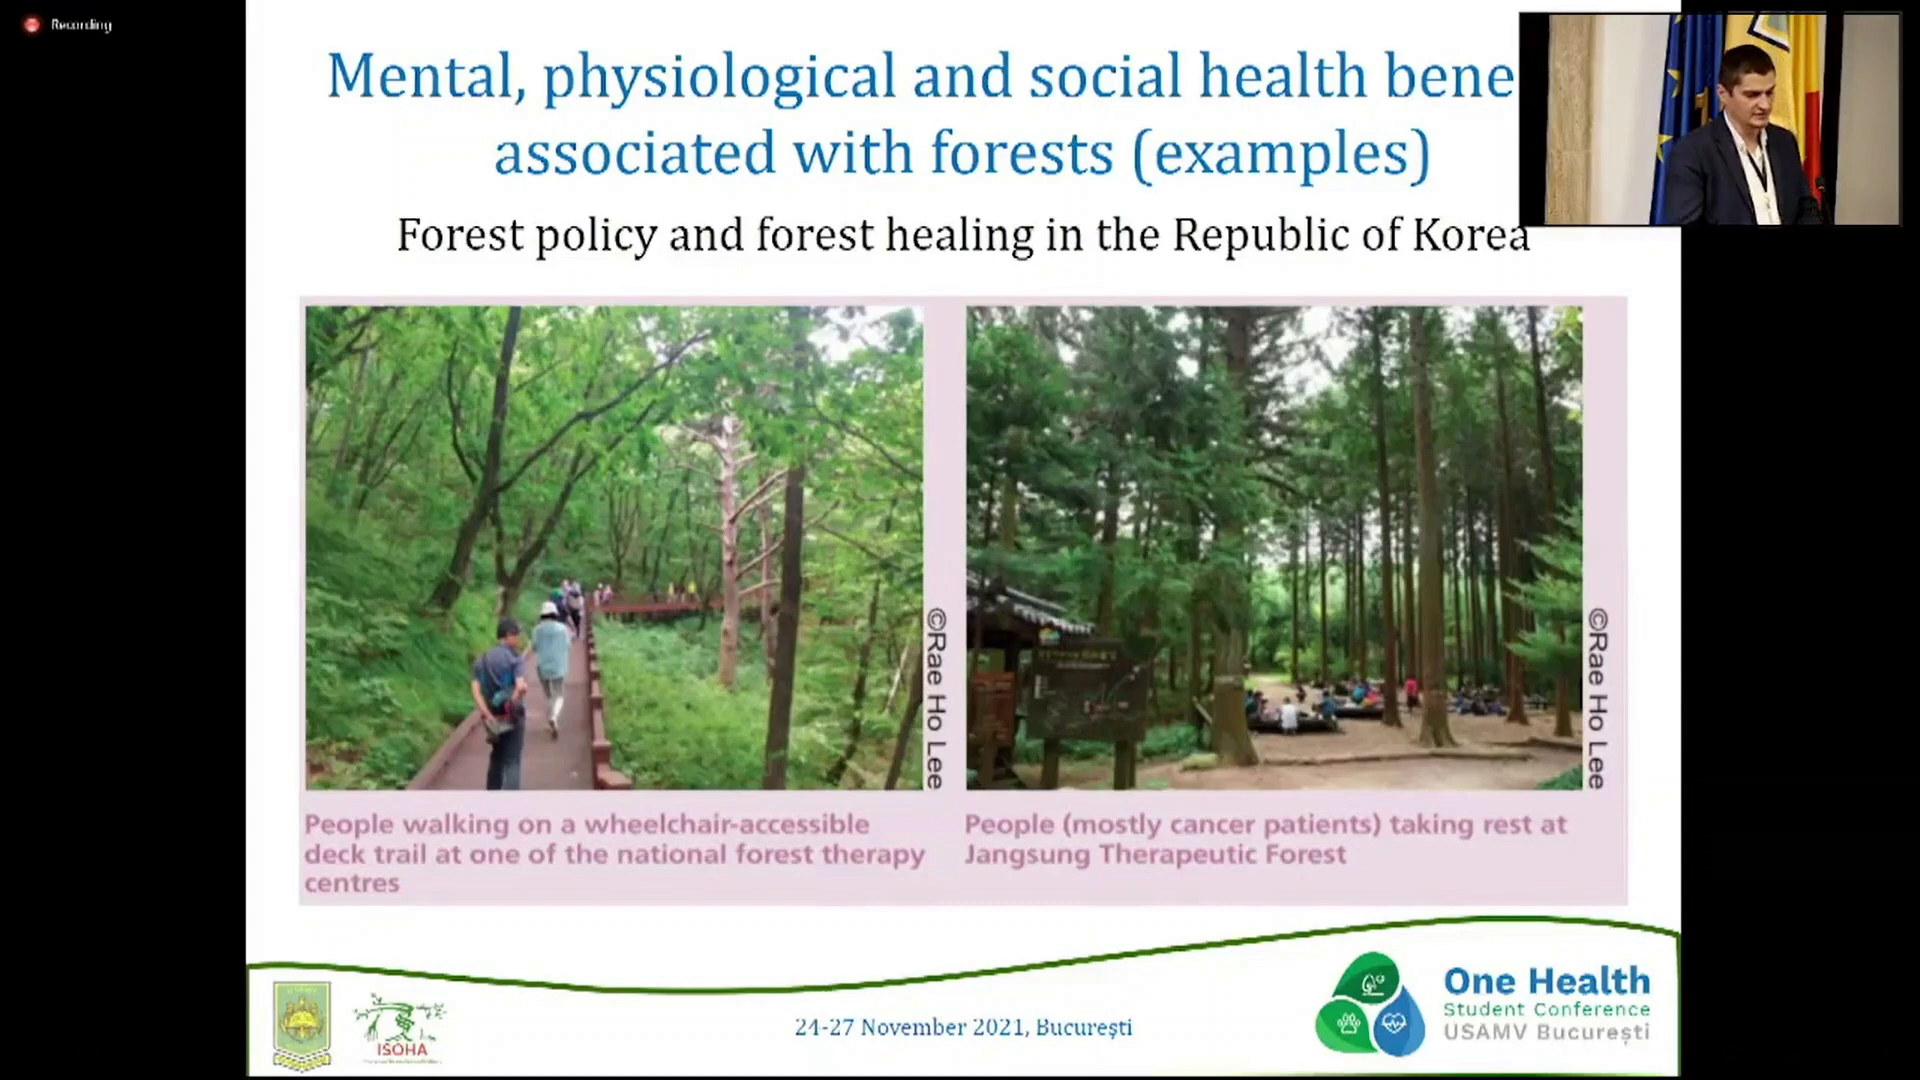 Recording
Mental, physiological and social health bene
associated with forests (examples)
Forest policy and forest healing in the Republic of Korea
©Rae Ho Lee
©Rae Ho Lee
People walking on a wheelchair-accessible
deck trail at one of the national forest therapy
centres
People (mostly cancer patients) taking rest at
Jangsung Therapeutic Forest
ISOHA
24-27 November 2021, București
One Health
Student Conference
USAMV București